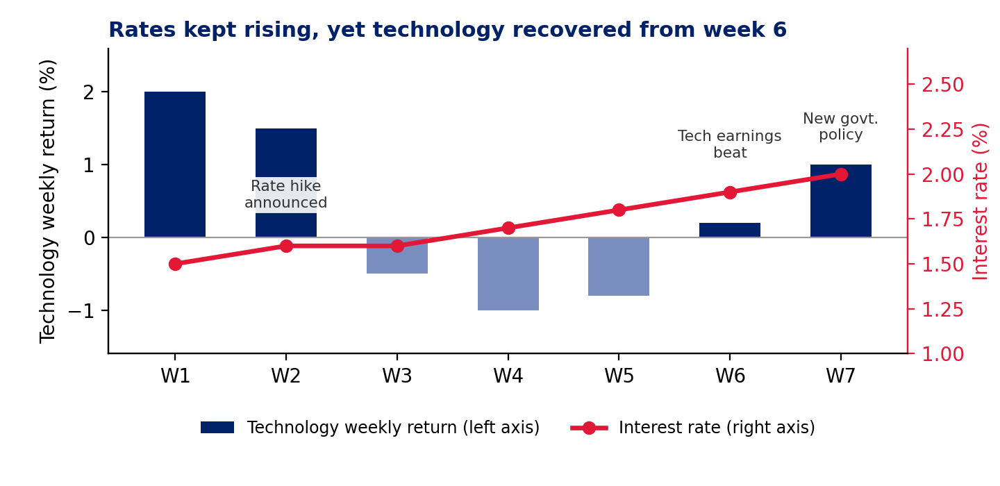 Rates kept rising, yet technology recovered from week 6
Technology weekly return (%)
2
1
0
−1
Rate hike
announced
Tech earnings
beat
New govt.
policy
2.50
2.25
2.00
1.75
1.50
1.25
1.00
Interest rate (%)
W1 W2 W3 W4 W5 W6 W7
Technology weekly return (left axis) Interest rate (right axis)